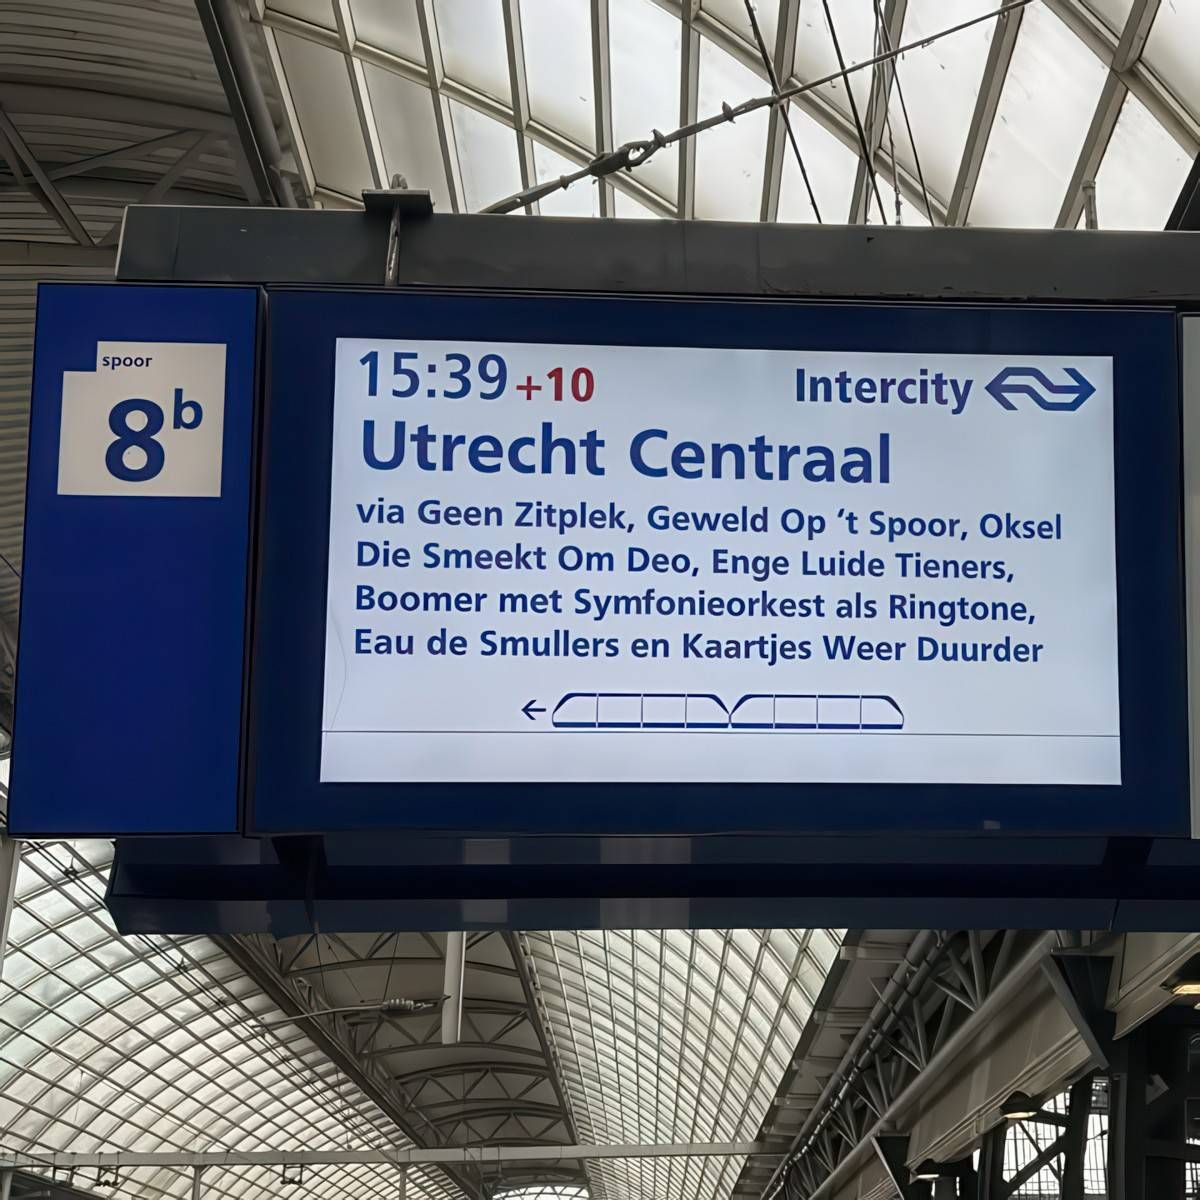 spoor
8b
15:39 +10 Intercity
Utrecht Centraal
via Geen Zitplek, Geweld Op ‘t Spoor, Oksel
Die Smeekt Om Deo, Enge Luide Tieners,
Boomer met Symfonieorkest als Ringtone,
Eau de Smullers en Kaartjes Weer Duurder